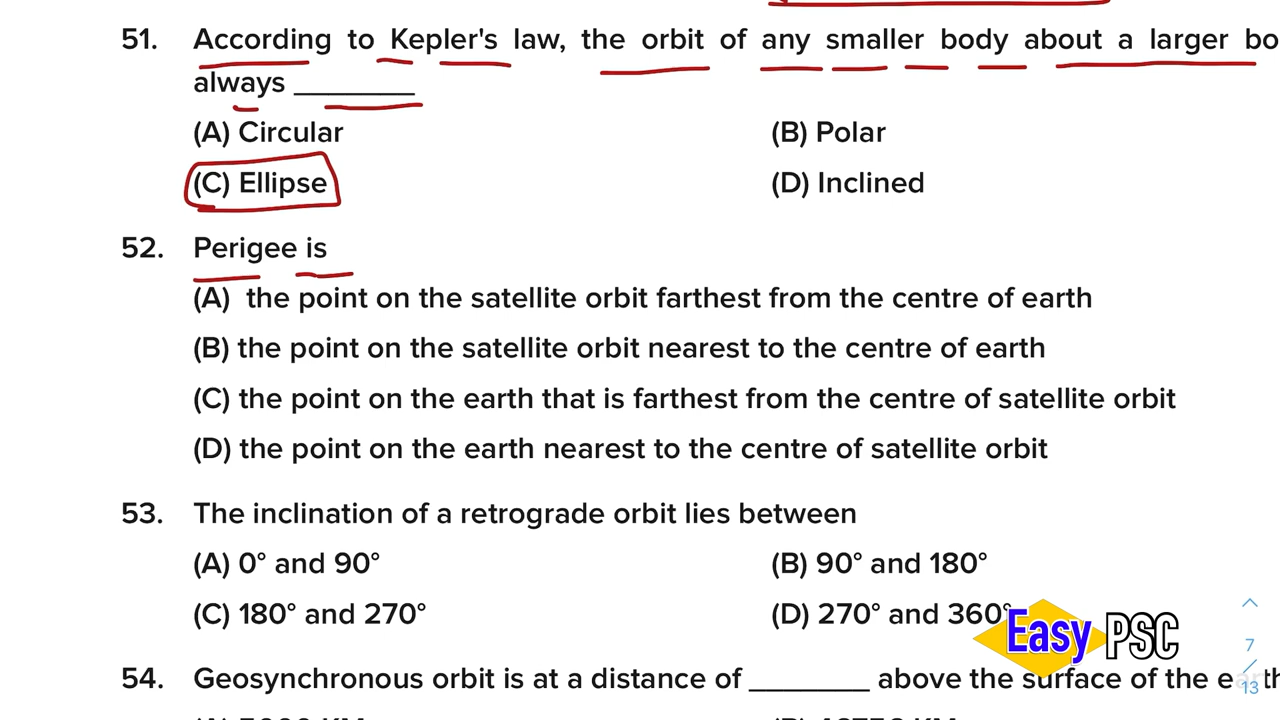 51. According to Kepler's law, the orbit of any smaller body about a larger bo
always ________
(A) Circular (B) Polar
(C) Ellipse (D) Inclined
52. Perigee is
(A) the point on the satellite orbit farthest from the centre of earth
(B) the point on the satellite orbit nearest to the centre of earth
(C) the point on the earth that is farthest from the centre of satellite orbit
(D) the point on the earth nearest to the centre of satellite orbit
53. The inclination of a retrograde orbit lies between
(A) 0° and 90° (B) 90° and 180°
(C) 180° and 270° (D) 270° and 360°
Easy PSC
7
/
13
54. Geosynchronous orbit is at a distance of ________ above the surface of the earth